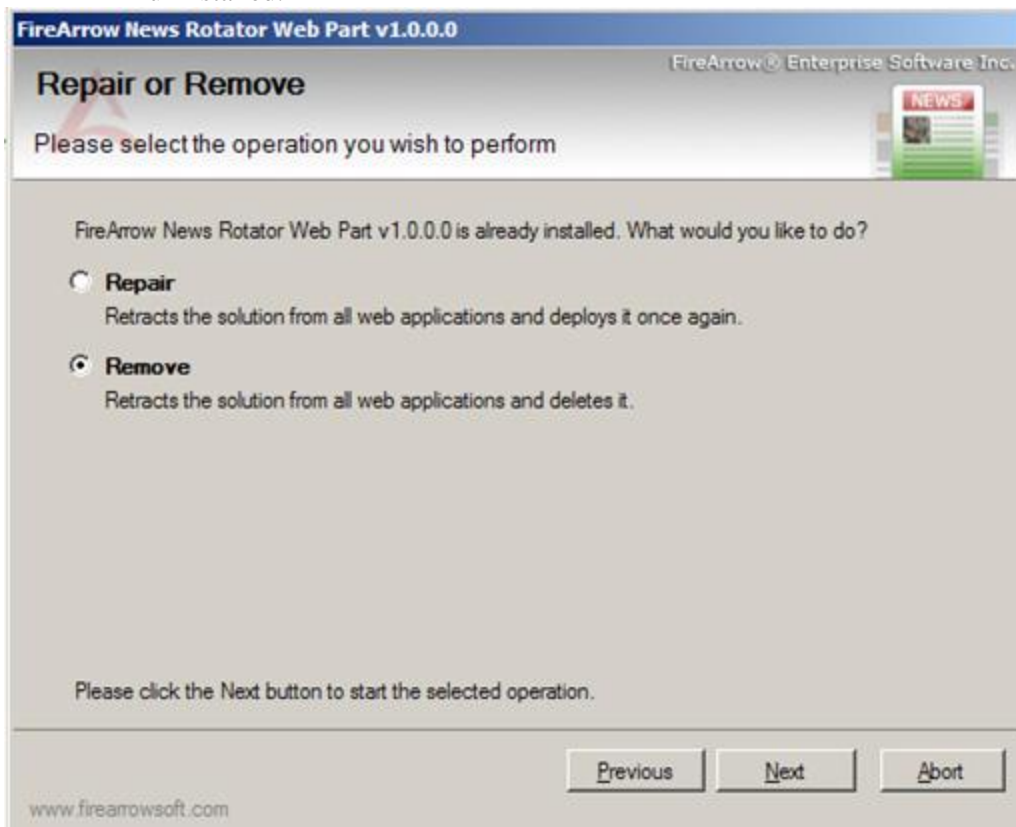 FireArrow News Rotator Web Part v1.0.0.0
FireArrow® Enterprise Software Inc.
Repair or Remove
NEWS
Please select the operation you wish to perform
FireArrow News Rotator Web Part v1.0.0.0 is already installed. What would you like to do?
Repair
Retracts the solution from all web applications and deploys it once again.
Remove
Retracts the solution from all web applications and deletes it.
Please click the Next button to start the selected operation.
Previous Next Abort
www.firearrowsoft.com